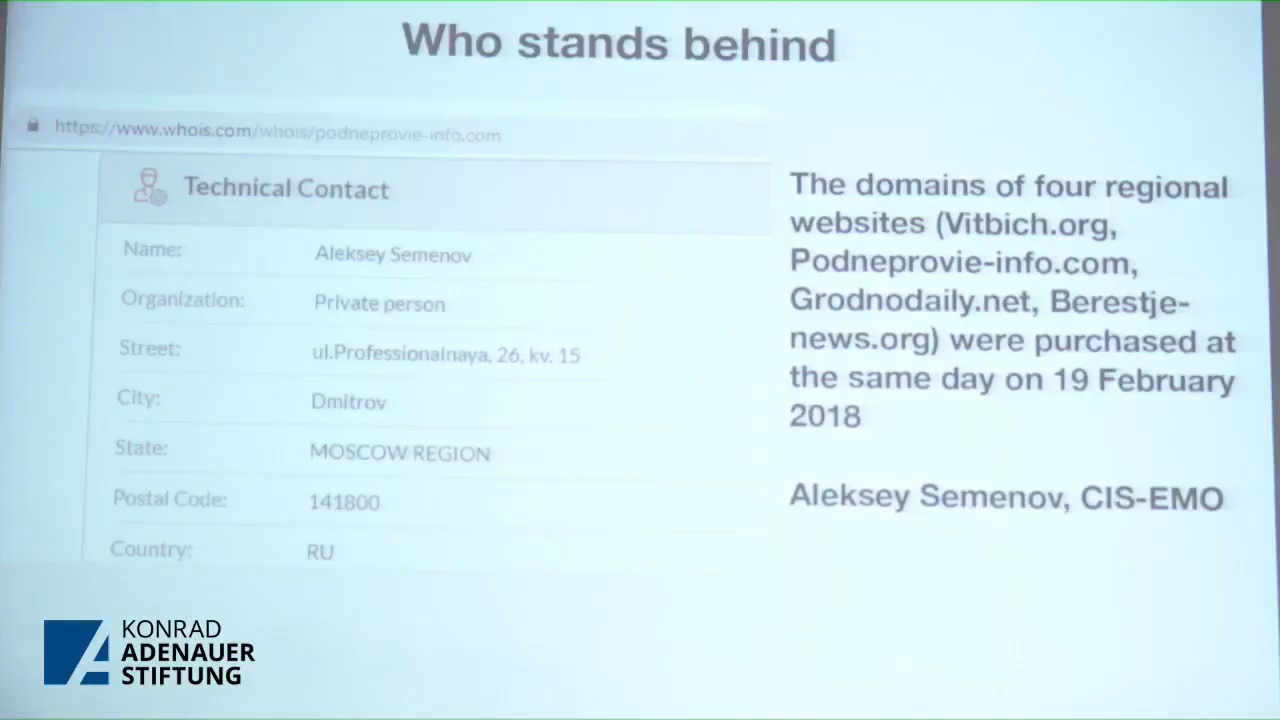 Who stands behind
https://www.whois.com/whois/podneprovie-info.com
Technical Contact
Name: Aleksey Semenov
Organization: Private person
Street: ul.Professionalnaya, 26, kv. 15
City: Dmitrov
State: MOSCOW REGION
Postal Code: 141800
Country: RU
The domains of four regional
websites (Vitbich.org,
Podneprovie-info.com,
Grodnodaily.net, Berestje-
news.org) were purchased at
the same day on 19 February
2018
Aleksey Semenov, CIS-EMO
KONRAD
ADENAUER
STIFTUNG